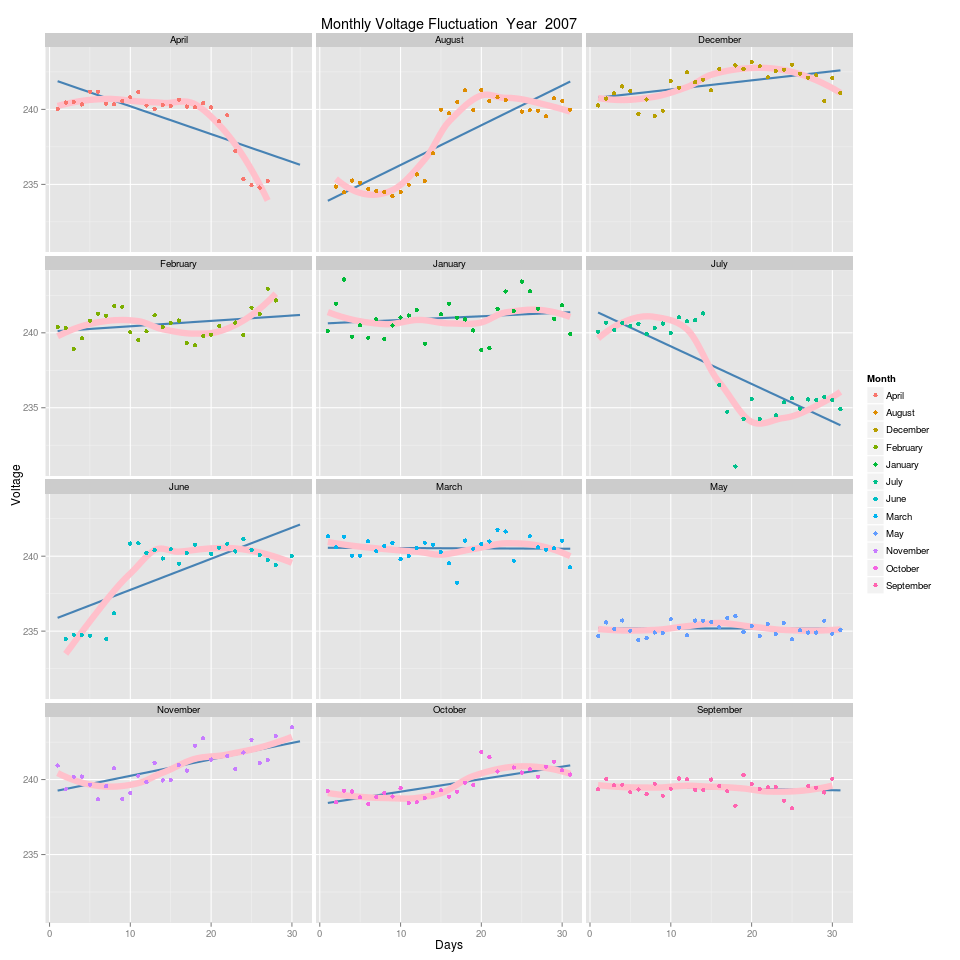 Monthly Voltage Fluctuation  Year  2007
April
August
December
240
235
February
January
July
240
235
June
March
May
240
235
November
October
September
240
235
0
10
20
30
0
10
20
30
0
10
20
30
Days
Voltage
Month
April
August
December
February
January
July
June
March
May
November
October
September